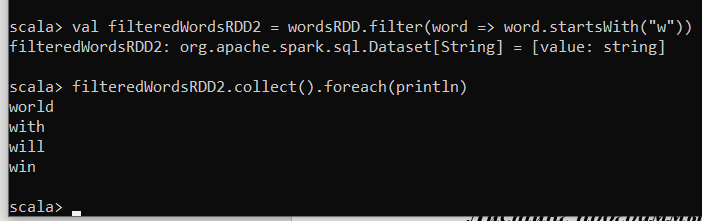 scala> val filteredWordsRDD2 = wordsRDD.filter(word => word.startsWith("w"))
filteredWordsRDD2: org.apache.spark.sql.Dataset[String] = [value: string]
scala> filteredWordsRDD2.collect().foreach(println)
world
with
will
win
scala>